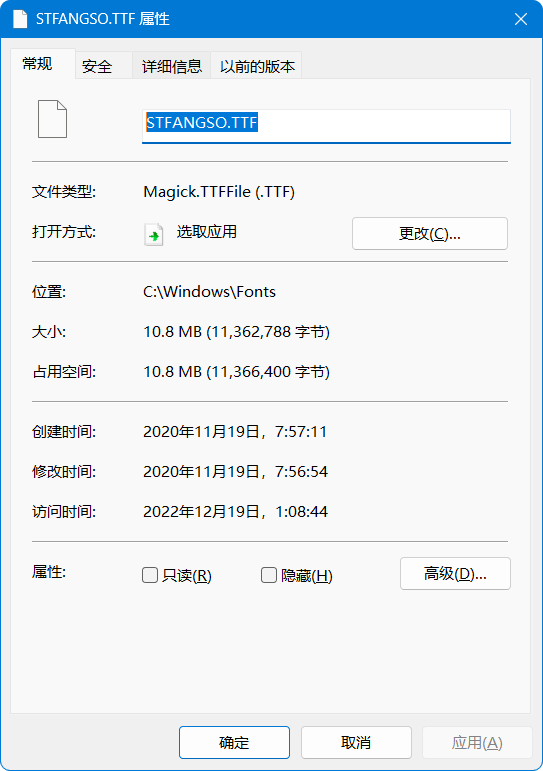 STFANGSO.TTF 属性
常规 安全 详细信息 以前的版本
STFANGSO.TTF
文件类型: Magick.TTFFile (.TTF)
打开方式: 选取应用 更改(C)...
位置: C:\Windows\Fonts
大小: 10.8 MB (11,362,788 字节)
占用空间: 10.8 MB (11,366,400 字节)
创建时间: 2020年11月19日，7:57:11
修改时间: 2020年11月19日，7:56:54
访问时间: 2022年12月19日，1:08:44
属性: 只读(R) 隐藏(H) 高级(D)...
确定 取消 应用(A)